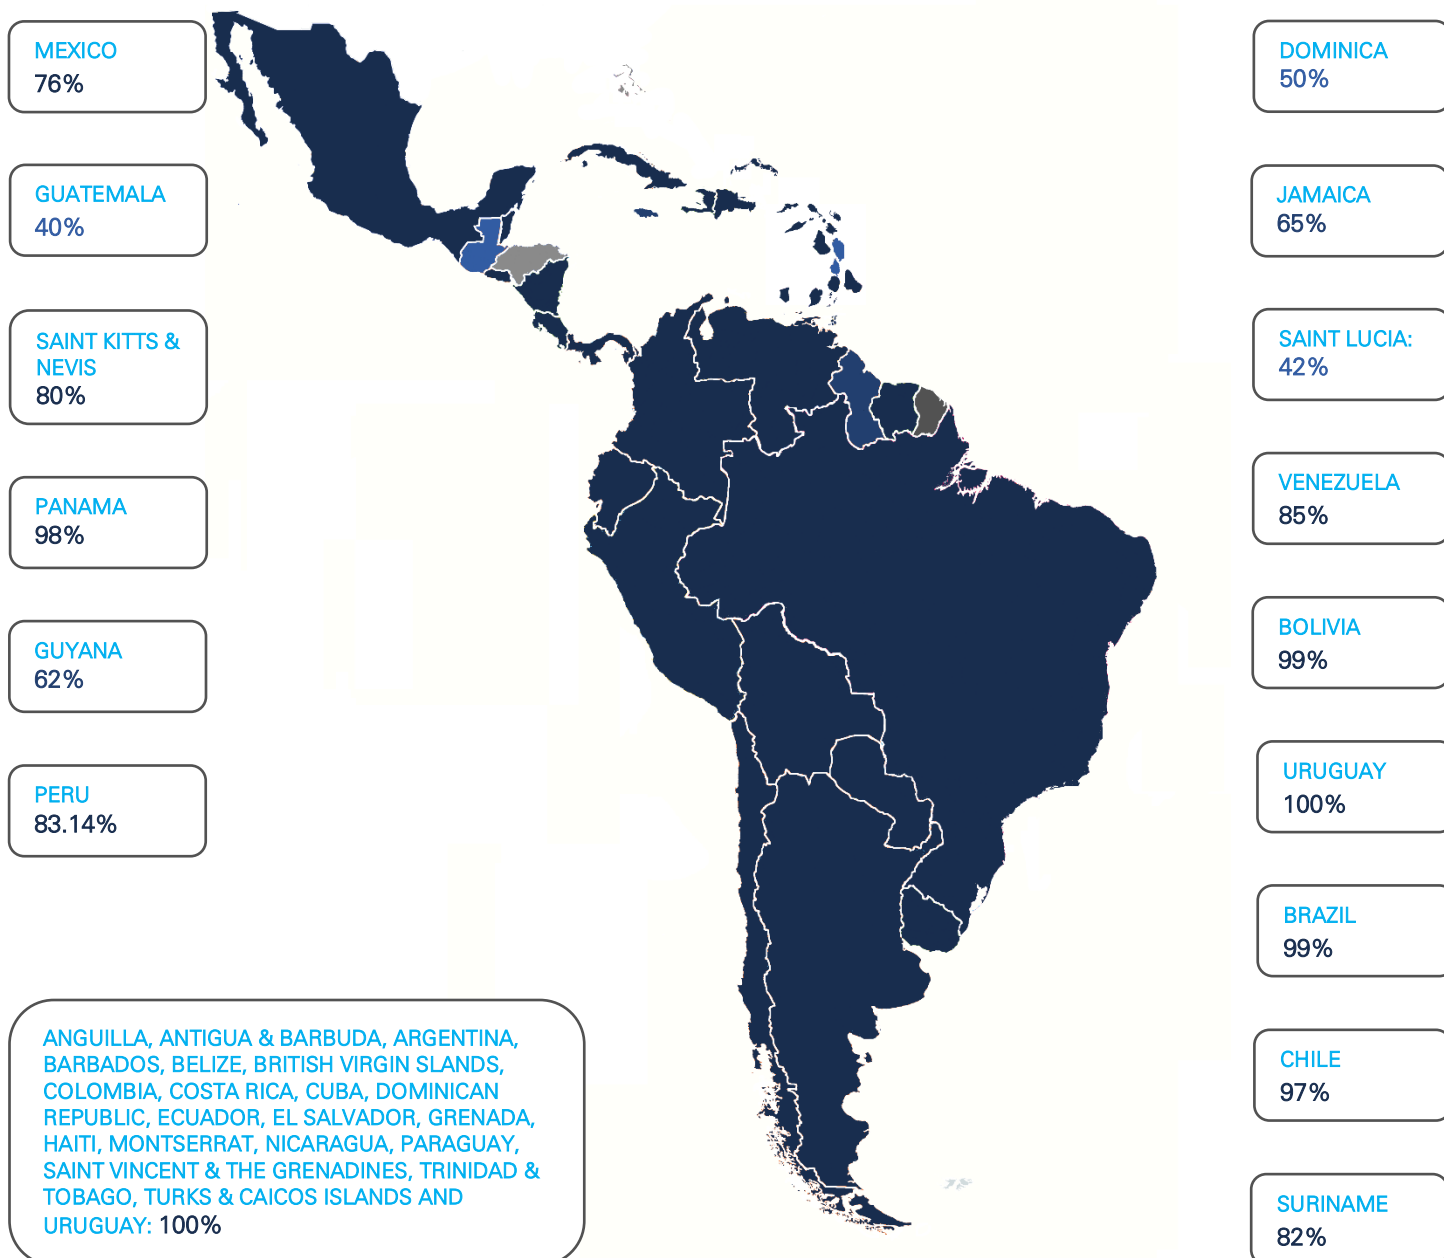 MEXICO
76%
GUATEMALA
40%
SAINT KITTS &
NEVIS
80%
PANAMA
98%
GUYANA
62%
PERU
83.14%
ANGUILLA, ANTIGUA & BARBUDA, ARGENTINA,
BARBADOS, BELIZE, BRITISH VIRGIN SLANDS,
COLOMBIA, COSTA RICA, CUBA, DOMINICAN
REPUBLIC, ECUADOR, EL SALVADOR, GRENADA,
HAITI, MONTSERRAT, NICARAGUA, PARAGUAY,
SAINT VINCENT & THE GRENADINES, TRINIDAD &
TOBAGO, TURKS & CAICOS ISLANDS AND
URUGUAY: 100%
DOMINICA
50%
JAMAICA
65%
SAINT LUCIA:
42%
VENEZUELA
85%
BOLIVIA
99%
URUGUAY
100%
BRAZIL
99%
CHILE
97%
SURINAME
82%